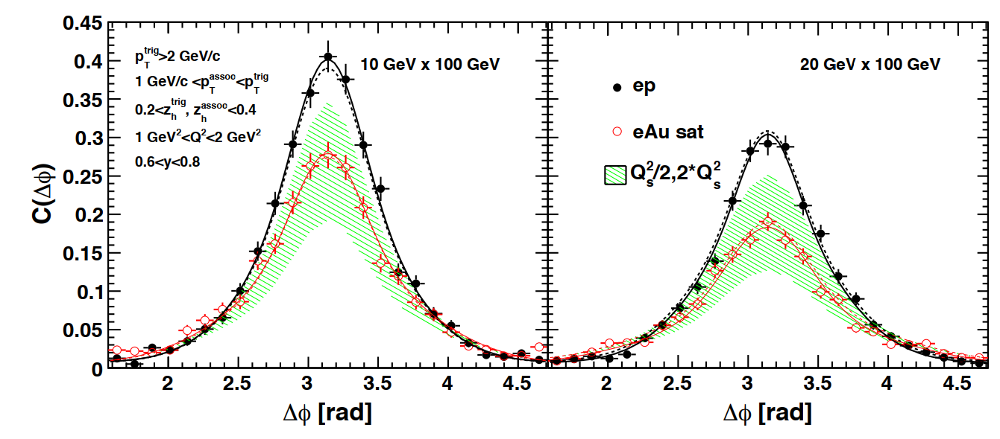 0.45
0.4
0.35
0.3
0.25
0.2
0.15
0.1
0.05
0
C(Δϕ)
p_T^trig>2 GeV/c
1 GeV/c <p_T^assoc<p_T^trig
0.2<z_h^trig, z_h^assoc<0.4
1 GeV²<Q²<2 GeV²
0.6<y<0.8
10 GeV x 100 GeV
2 2.5 3 3.5 4 4.5
Δϕ [rad]
20 GeV x 100 GeV
ep
eAu sat
Q_s^2/2,2*Q_s^2
2 2.5 3 3.5 4 4.5
Δϕ [rad]